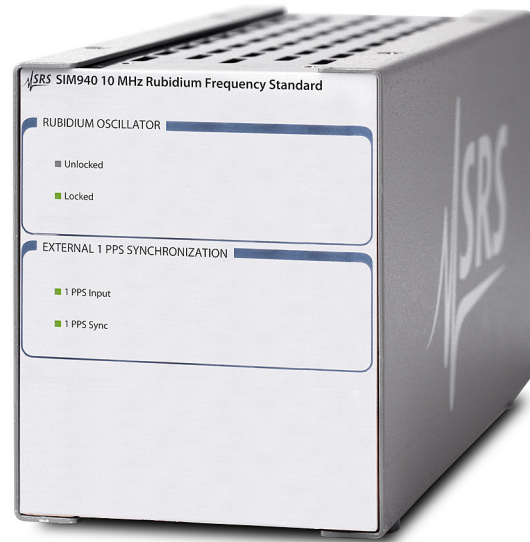 SRS SIM940 10 MHz Rubidium Frequency Standard
RUBIDIUM OSCILLATOR
Unlocked
Locked
EXTERNAL 1 PPS SYNCHRONIZATION
1 PPS Input
1 PPS Sync
SRS